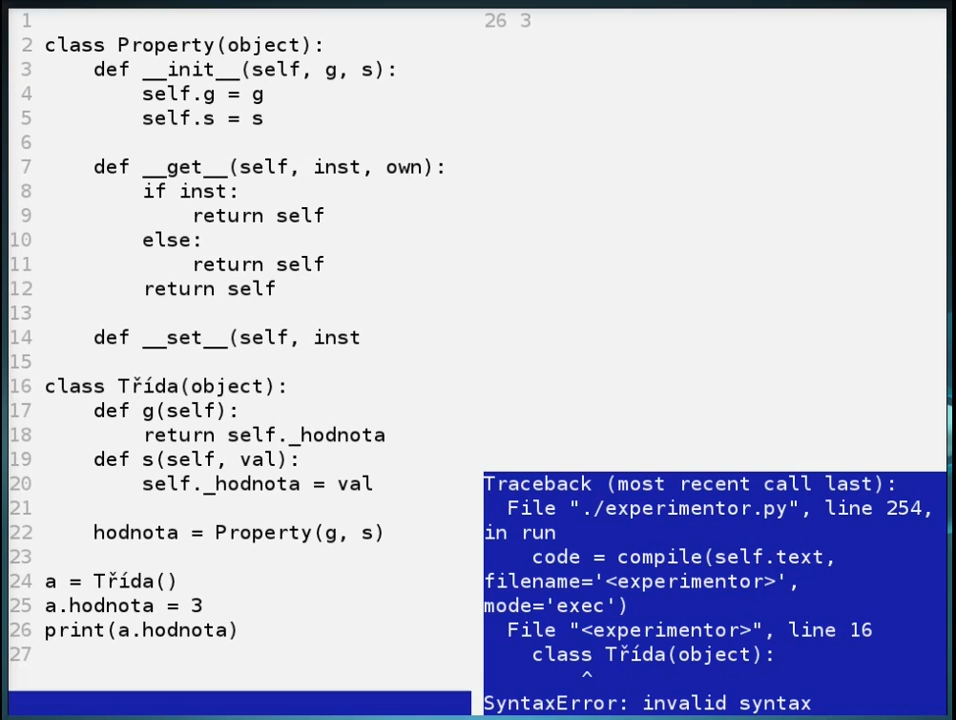 1
2 class Property(object):
3     def __init__(self, g, s):
4         self.g = g
5         self.s = s
6
7     def __get__(self, inst, own):
8         if inst:
9             return self
10         else:
11             return self
12         return self
13
14     def __set__(self, inst
15
16 class Třída(object):
17     def g(self):
18         return self._hodnota
19     def s(self, val):
20         self._hodnota = val
21
22     hodnota = Property(g, s)
23
24 a = Třída()
25 a.hodnota = 3
26 print(a.hodnota)
27
26 3
Traceback (most recent call last):
  File "./experimentor.py", line 254,
in run
    code = compile(self.text,
filename='<experimentor>',
mode='exec')
  File "<experimentor>", line 16
    class Třída(object):
        ^
SyntaxError: invalid syntax